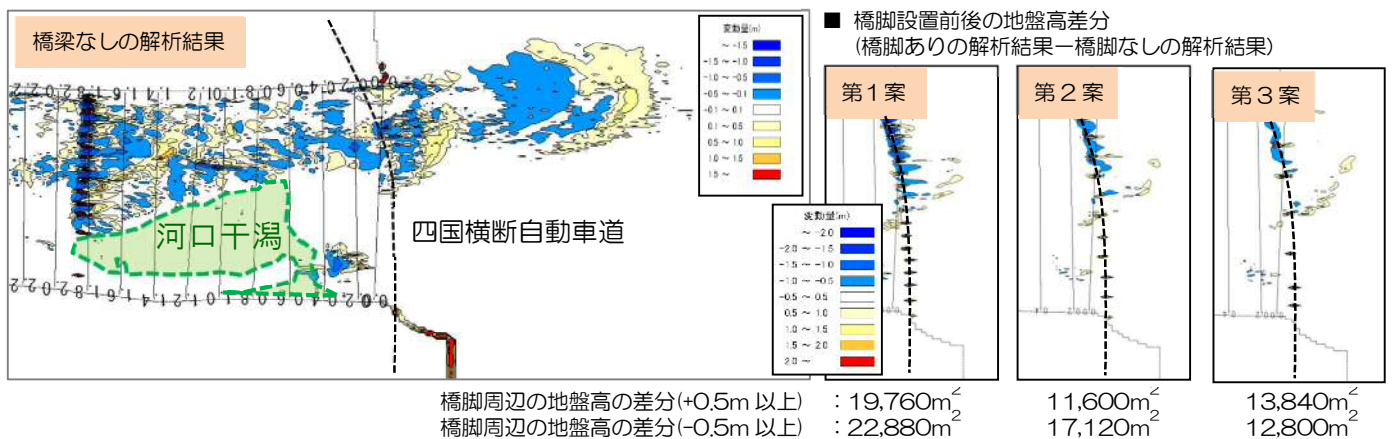 橋梁なしの解析結果
変動量(m)
～ -1.5
-1.5 ～ -1.0
-1.0 ～ -0.5
-0.5 ～ -0.1
-0.1 ～ 0.1
0.1 ～ 0.5
0.5 ～ 1.0
1.0 ～ 1.5
1.5 ～
河口干潟
四国横断自動車道
変動量(m)
～ -2.0
-2.0 ～ -1.5
-1.5 ～ -1.0
-1.0 ～ -0.5
-0.5 ～ 0.5
0.5 ～ 1.0
1.0 ～ 1.5
1.5 ～ 2.0
2.0 ～
■ 橋脚設置前後の地盤高差分
(橋脚ありの解析結果－橋脚なしの解析結果)
第1案
第2案
第3案
橋脚周辺の地盤高の差分(+0.5m 以上) ：19,760m² 11,600m² 13,840m²
橋脚周辺の地盤高の差分(-0.5m 以上) ：22,880m² 17,120m² 12,800m²